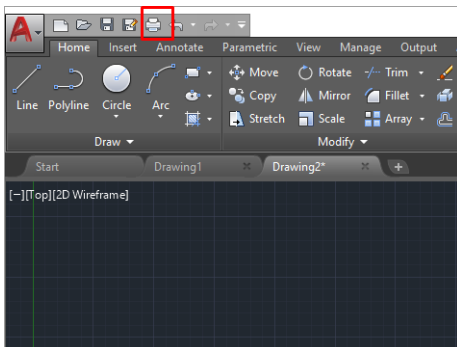 A
Home Insert Annotate Parametric View Manage Output
Line Polyline Circle Arc
Move Rotate Trim
Copy Mirror Fillet
Stretch Scale Array
Draw Modify
Start Drawing1 Drawing2*
[−][Top][2D Wireframe]